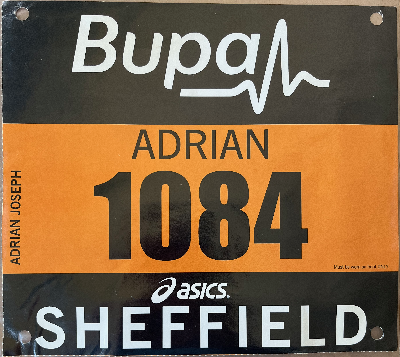 Bupa
ADRIAN
1084
ADRIAN JOSEPH
asics.
SHEFFIELD